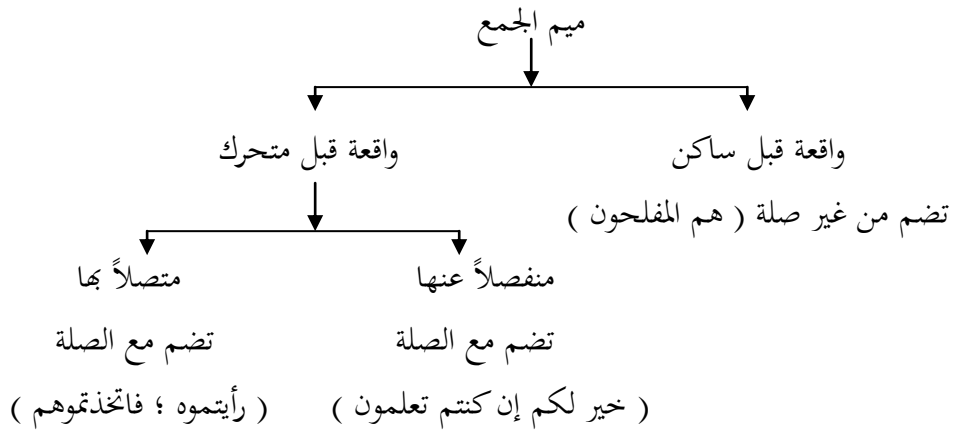 ميم الجمع
واقعة قبل ساكن
واقعة قبل متحرك
تضم من غير صلة ( هم المفلحون )
منفصلاً عنها
متصلاً بها
تضم مع الصلة
تضم مع الصلة
( خير لكم إن كنتم تعلمون )
( رأيتموه ؛ فاتخذتموهم )